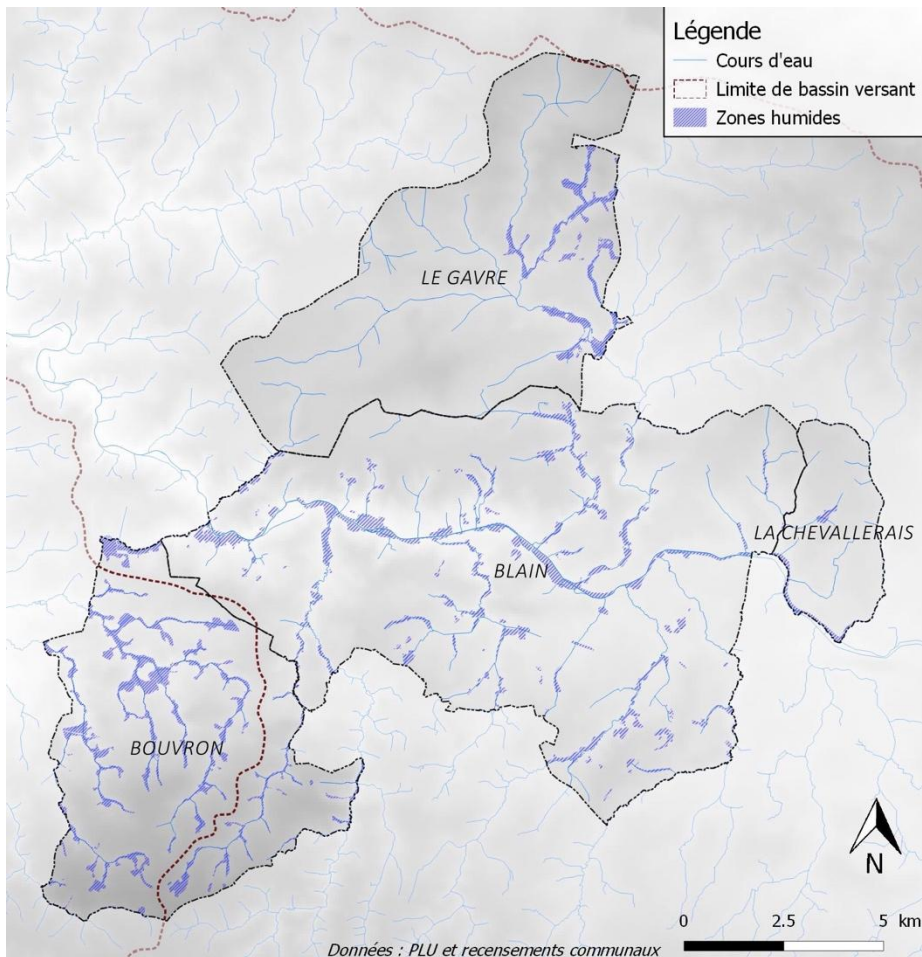 Légende
Cours d'eau
Limite de bassin versant
Zones humides
LE GAVRE
LA CHEVALLERAIS
BLAIN
BOUVRON
N
0 2.5 5 km
Données : PLU et recensements communaux